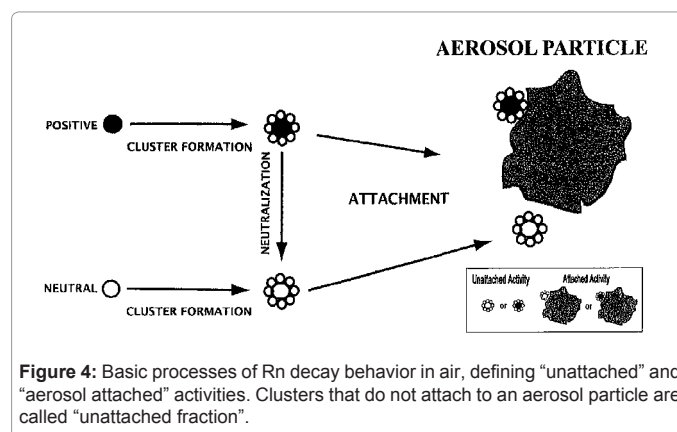 AEROSOL PARTICLE
POSITIVE
CLUSTER FORMATION
NEUTRALIZATION
ATTACHMENT
NEUTRAL
CLUSTER FORMATION
Unattached Activity
Attached Activity
or
or
Figure 4: Basic processes of Rn decay behavior in air, defining “unattached” and
“aerosol attached” activities. Clusters that do not attach to an aerosol particle are
called “unattached fraction”.